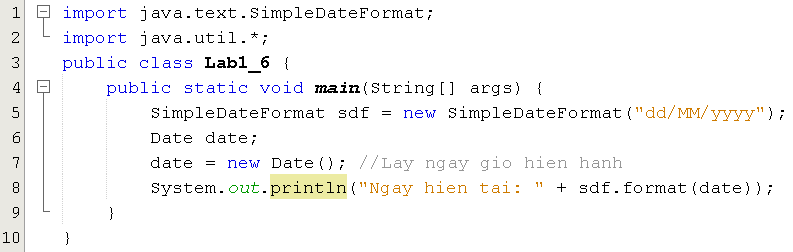 1 import java.text.SimpleDateFormat;
2 import java.util.*;
3 public class Lab1_6 {
4 public static void main(String[] args) {
5 SimpleDateFormat sdf = new SimpleDateFormat("dd/MM/yyyy");
6 Date date;
7 date = new Date(); //Lay ngay gio hien hanh
8 System.out.println("Ngay hien tai: " + sdf.format(date));
9 }
10 }